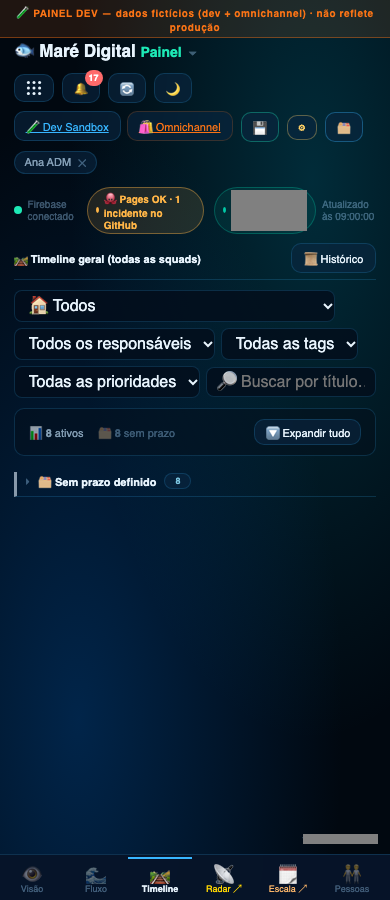 PAINEL DEV — dados fictícios (dev + omnichannel) · não reflete
produção
Maré Digital Painel
17
Dev Sandbox
Omnichannel
Ana ADM ×
Firebase
conectado
Pages OK · 1
incidente no
GitHub
Atualizado
às 09:00:00
Timeline geral (todas as squads)
Histórico
Todos
Todos os responsáveis
Todas as tags
Todas as prioridades
Buscar por título…
8 ativos
8 sem prazo
Expandir tudo
Sem prazo definido 8
Visão
Fluxo
Timeline
Radar ↗
Escala ↗
Pessoas